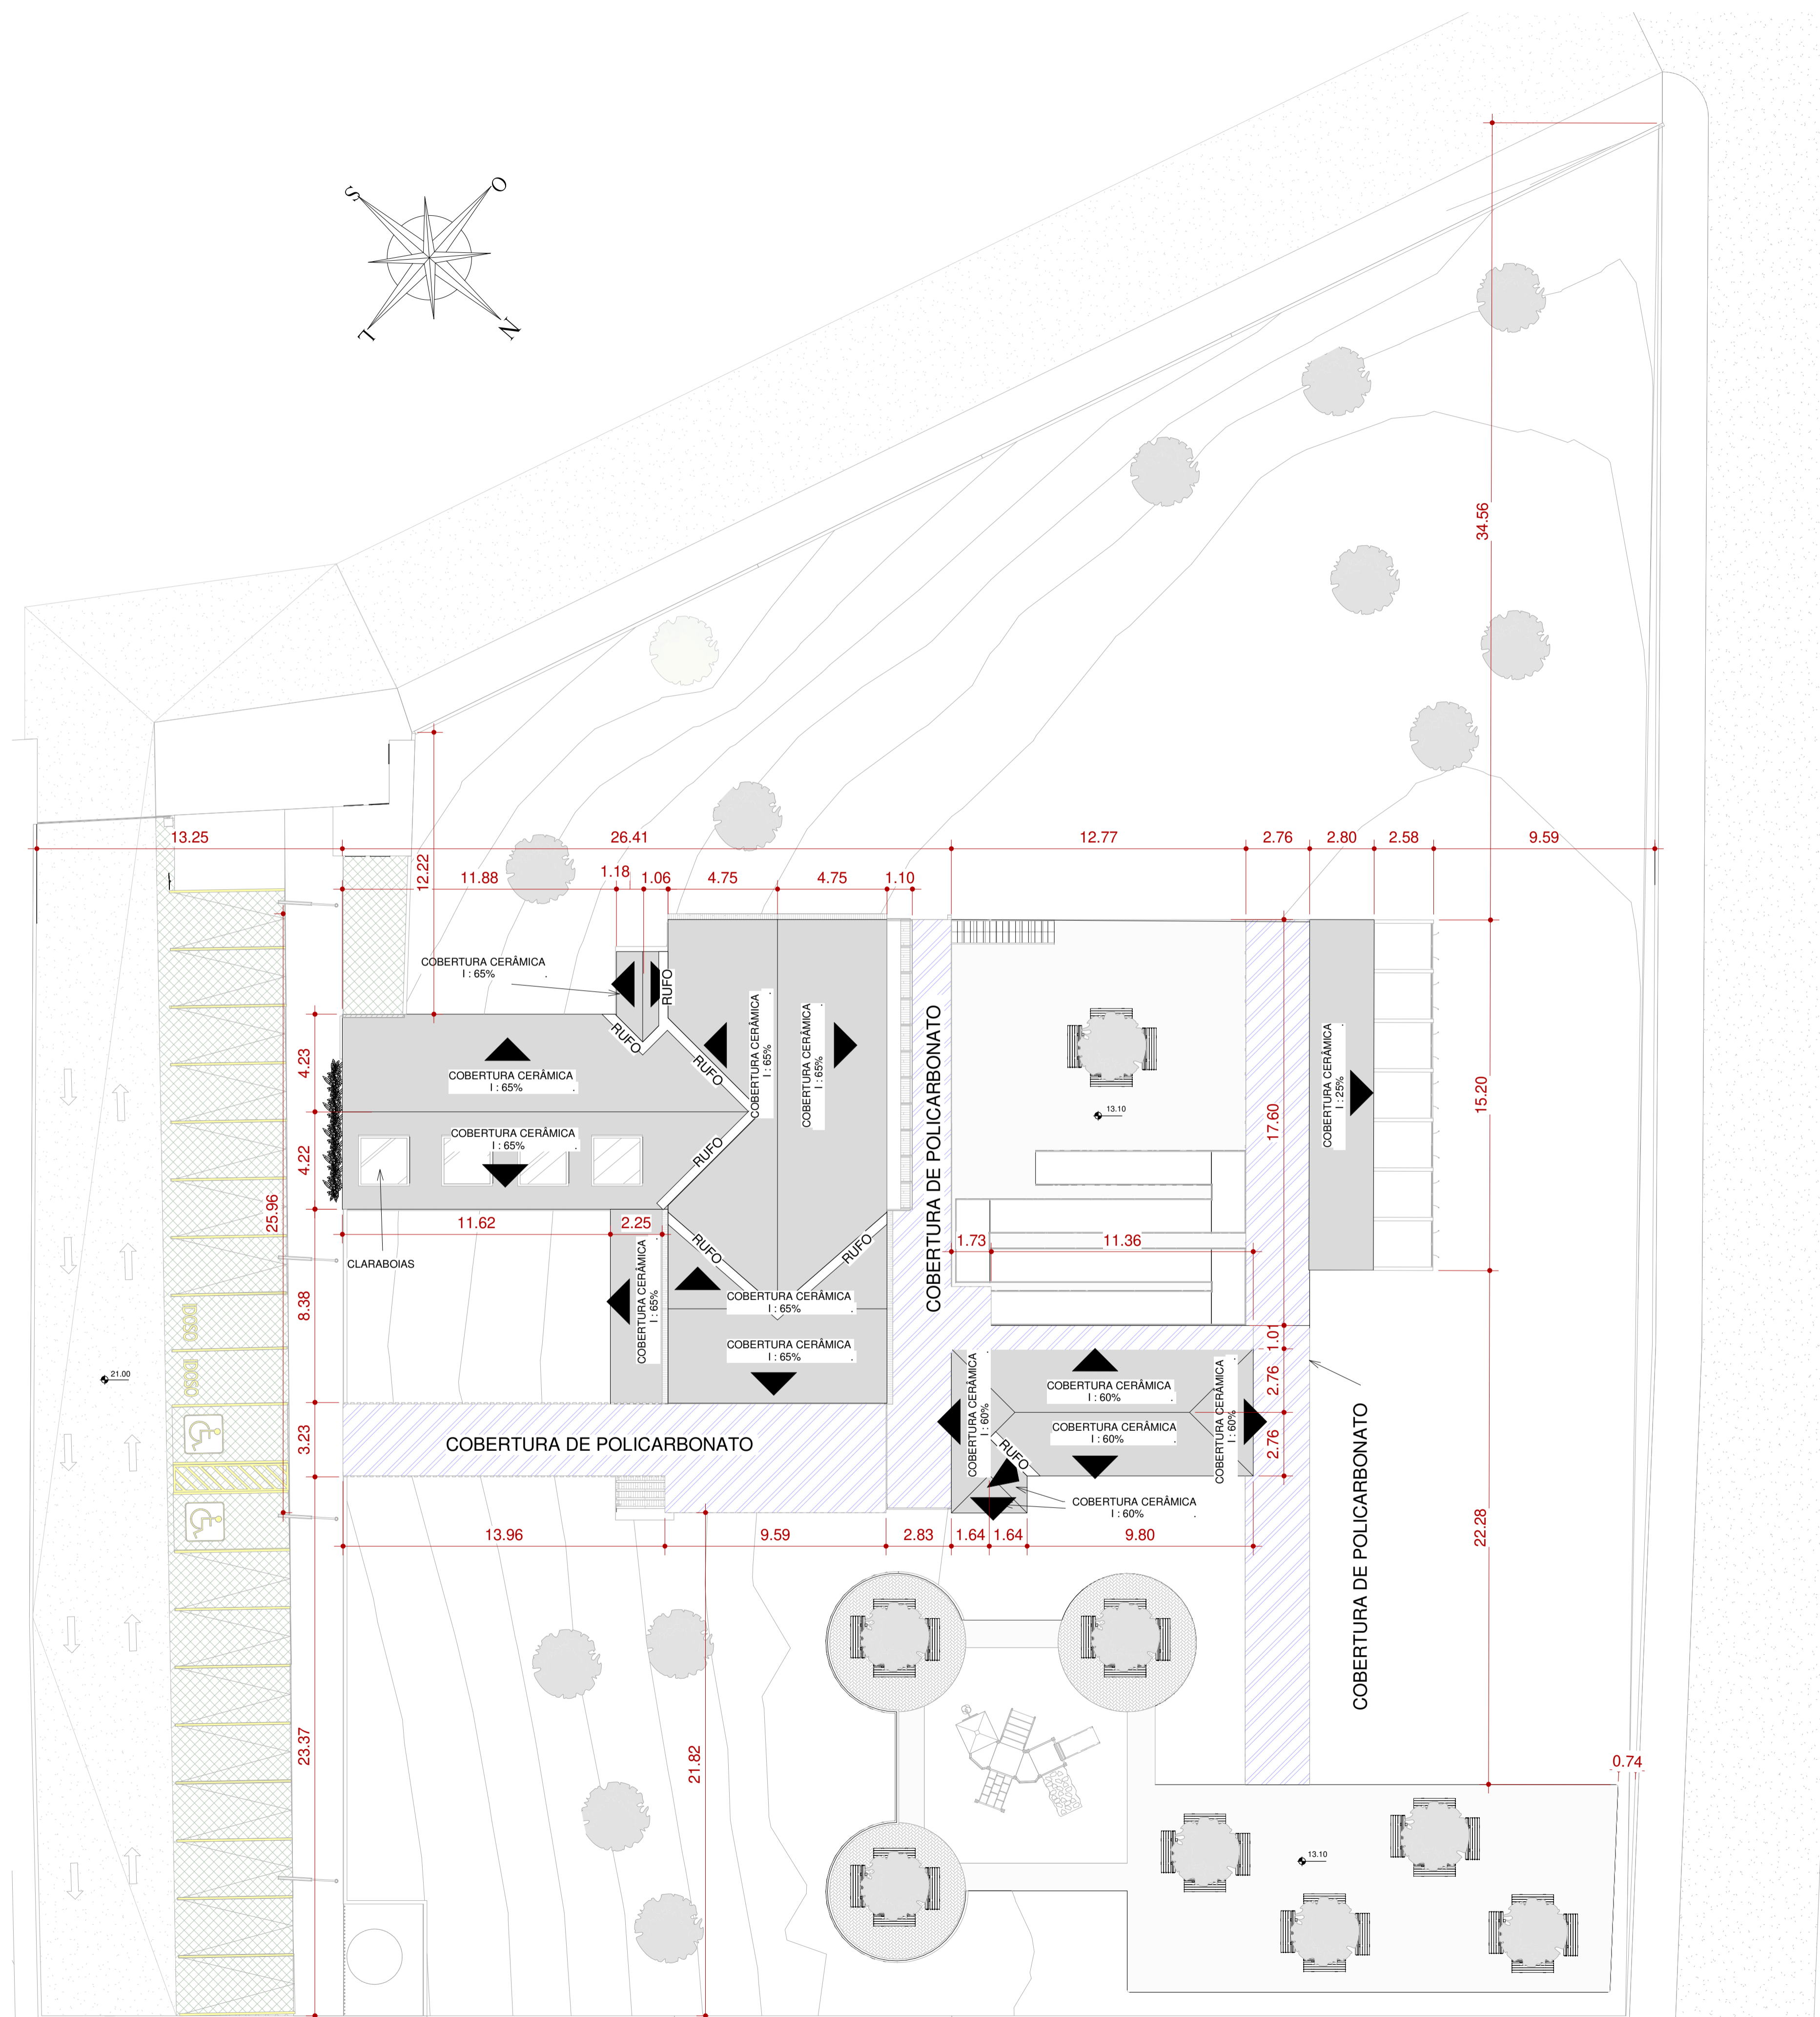 S
O
L
N
34.56
13.25
26.41
12.77
2.76
2.80
2.58
9.59
12.22
11.88
1.18
1.06
4.75
4.75
1.10
COBERTURA CERÂMICA
I : 65%
RUFO
RUFO
RUFO
COBERTURA CERÂMICA
I : 65%
COBERTURA CERÂMICA
I : 65%
COBERTURA DE POLICARBONATO
13.10
17.60
COBERTURA CERÂMICA
I : 25%
15.20
4.23
COBERTURA CERÂMICA
I : 65%
4.22
COBERTURA CERÂMICA
I : 65%
RUFO
25.96
11.62
2.25
CLARABOIAS
RUFO
RUFO
1.73
11.36
8.38
COBERTURA CERÂMICA
I : 65%
COBERTURA CERÂMICA
I : 65%
COBERTURA CERÂMICA
I : 65%
IDOSO
IDOSO
21.00
1.01
2.76
2.76
COBERTURA CERÂMICA
I : 60%
COBERTURA CERÂMICA
I : 60%
COBERTURA CERÂMICA
I : 60%
COBERTURA CERÂMICA
I : 60%
RUFO
COBERTURA CERÂMICA
I : 60%
3.23
COBERTURA DE POLICARBONATO
COBERTURA DE POLICARBONATO
22.28
13.96
9.59
2.83
1.64
1.64
9.80
23.37
21.82
0.74
13.10